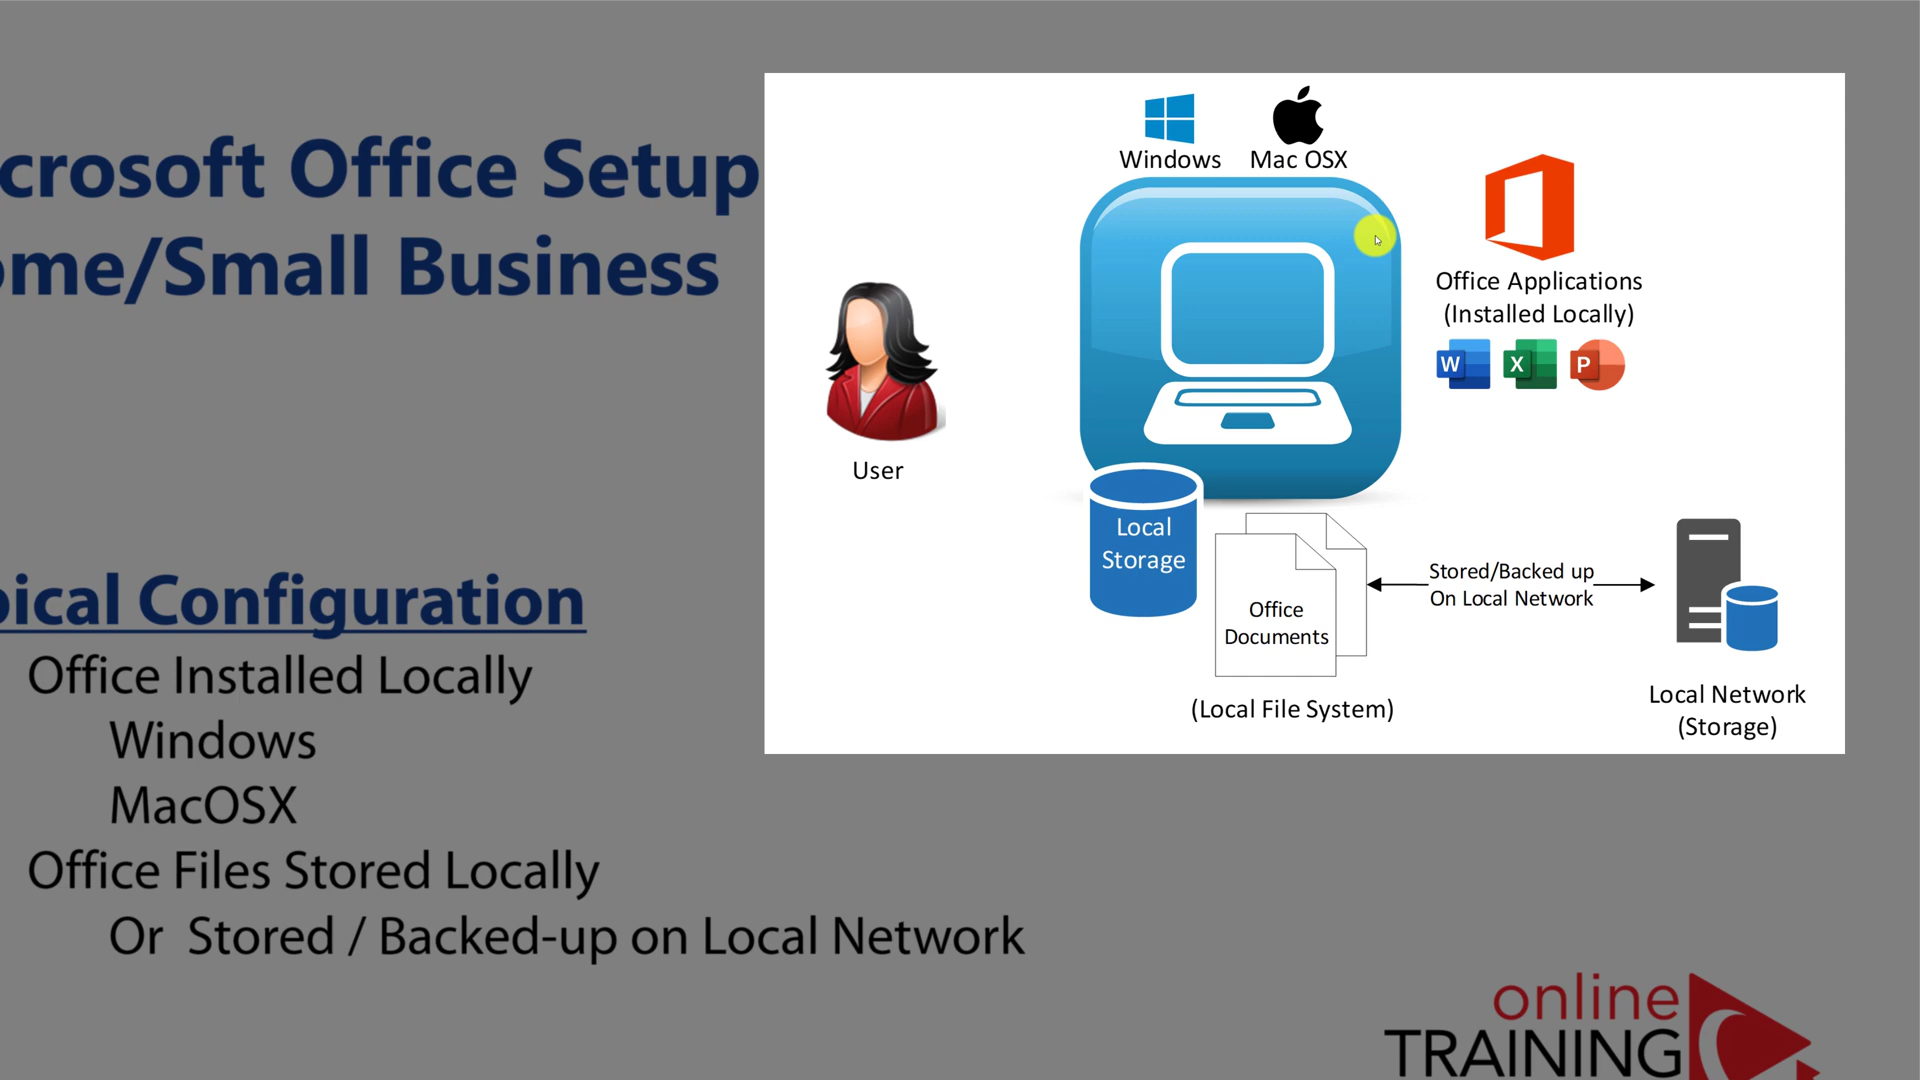 crosoft Office Setup
ome/Small Business
pical Configuration
Office Installed Locally
Windows
MacOSX
Office Files Stored Locally
Or Stored / Backed-up on Local Network
Windows
Mac OSX
Office Applications
(Installed Locally)
W
X
P
User
Local
Storage
Office
Documents
(Local File System)
Stored/Backed up
On Local Network
Local Network
(Storage)
online
TRAINING